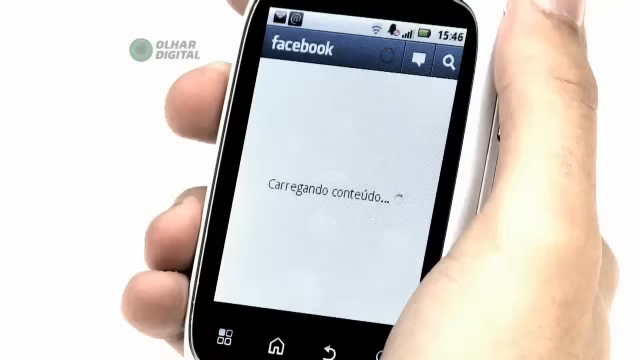 OLHAR
DIGITAL
15:46
facebook
Carregando conteúdo...